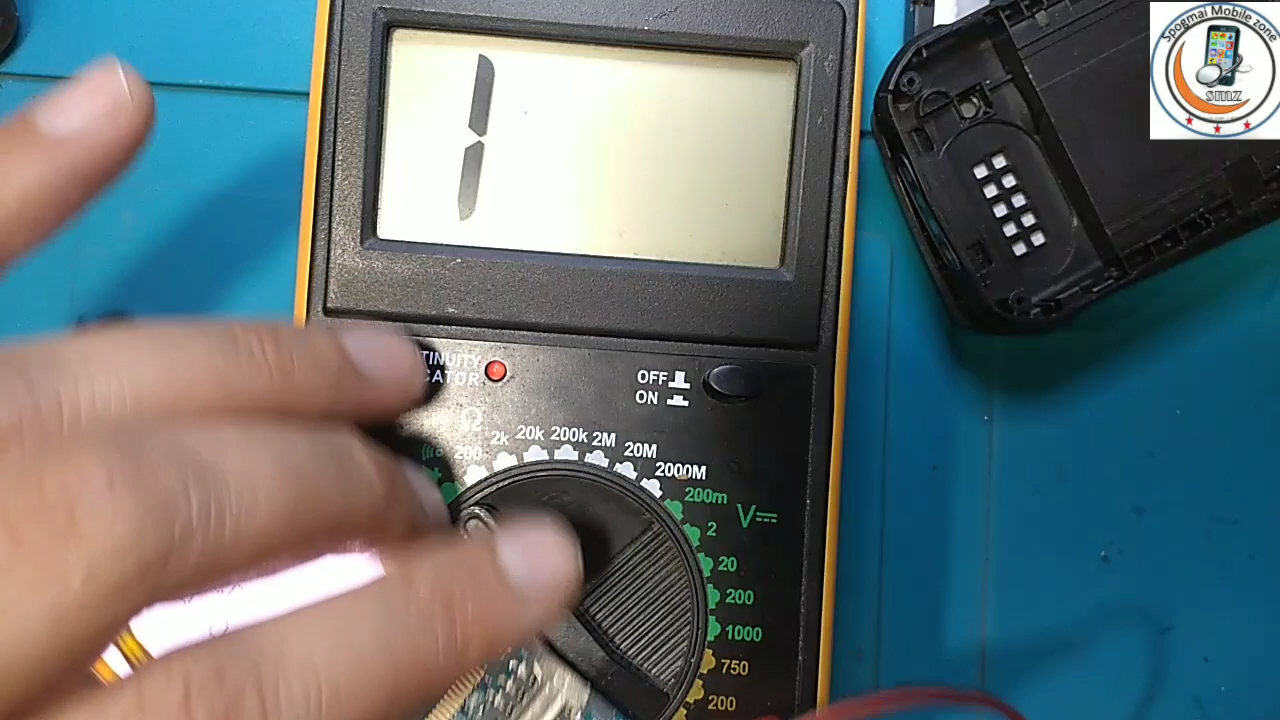 1
Spogmai Mobile zone
smz
TINUITY
CATOR
OFF
ON
Ω
200
2k
20k
200k
2M
20M
2000M
200m
V
2
20
200
1000
750
200